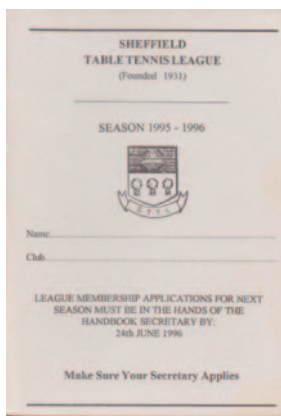 SHEFFIELD
TABLE TENNIS LEAGUE
(Founded 1931)
SEASON 1995 - 1996
S T T L
Name
Club
LEAGUE MEMBERSHIP APPLICATIONS FOR NEXT
SEASON MUST BE IN THE HANDS OF THE
HANDBOOK SECRETARY BY:
24th JUNE 1996
Make Sure Your Secretary Applies